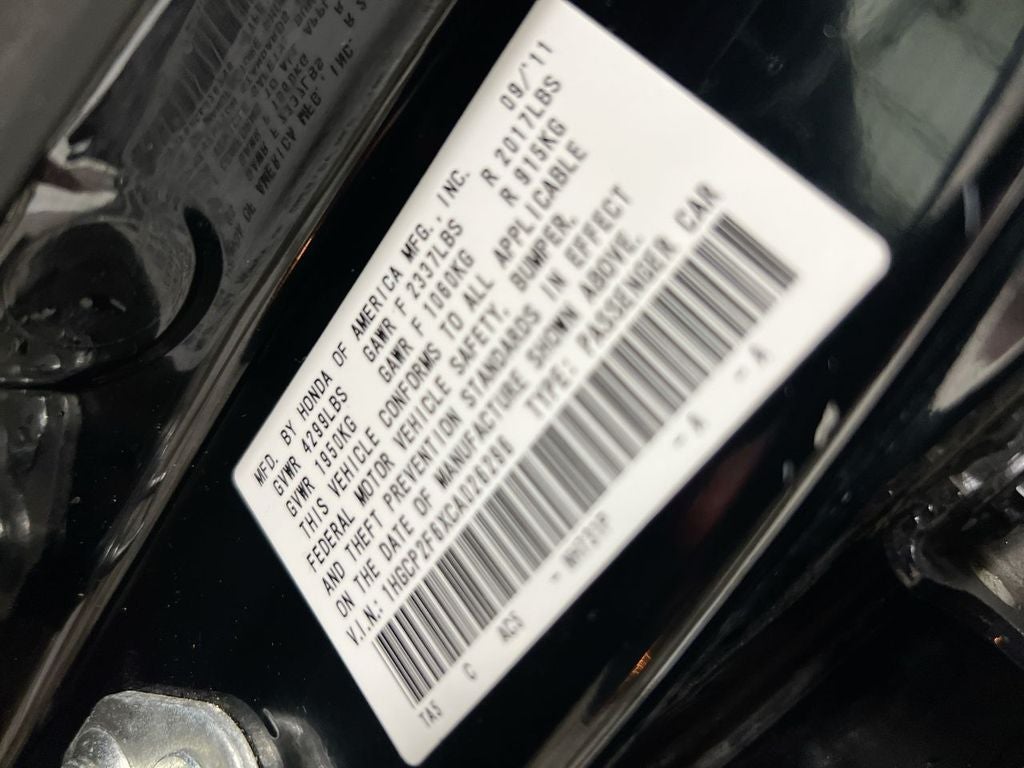 MFD. BY HONDA OF AMERICA MFG., INC. 09/'11
GVWR 4299LBS GAWR F 2337LBS R 2017LBS
GVWR 1950KG GAWR F 1060KG R 915KG
THIS VEHICLE CONFORMS TO ALL APPLICABLE
FEDERAL MOTOR VEHICLE SAFETY, BUMPER,
AND THEFT PREVENTION STANDARDS IN EFFECT
ON THE DATE OF MANUFACTURE SHOWN ABOVE.
V.I.N.: TYPE: PASSENGER CAR
TA5 C AC5 - - A - A